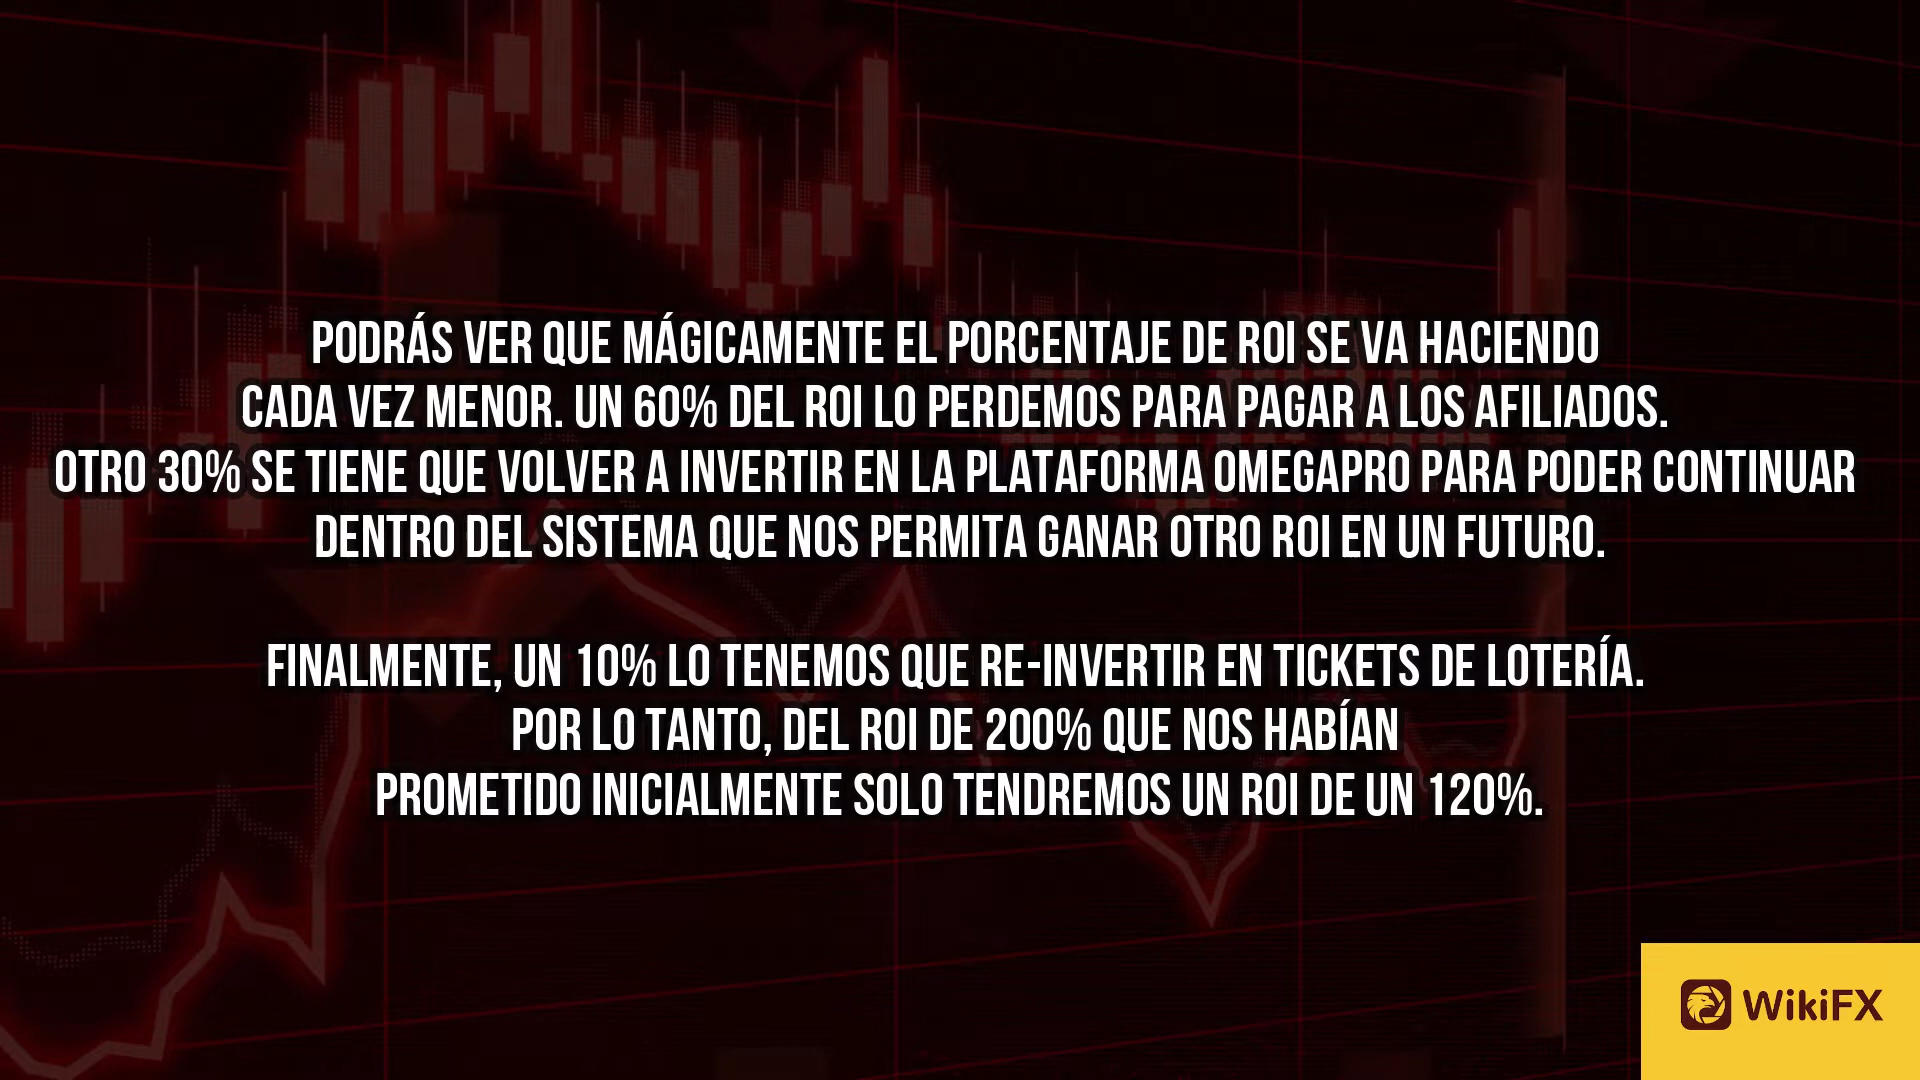 PODRÁS VER QUE MÁGICAMENTE EL PORCENTAJE DE ROI SE VA HACIENDO
CADA VEZ MENOR. UN 60% DEL ROI LO PERDEMOS PARA PAGAR A LOS AFILIADOS.
OTRO 30% SE TIENE QUE VOLVER A INVERTIR EN LA PLATAFORMA OMEGAPRO PARA PODER CONTINUAR
DENTRO DEL SISTEMA QUE NOS PERMITA GANAR OTRO ROI EN UN FUTURO.
FINALMENTE, UN 10% LO TENEMOS QUE RE-INVERTIR EN TICKETS DE LOTERÍA.
POR LO TANTO, DEL ROI DE 200% QUE NOS HABÍAN
PROMETIDO INICIALMENTE SOLO TENDREMOS UN ROI DE UN 120%.
WikiFX